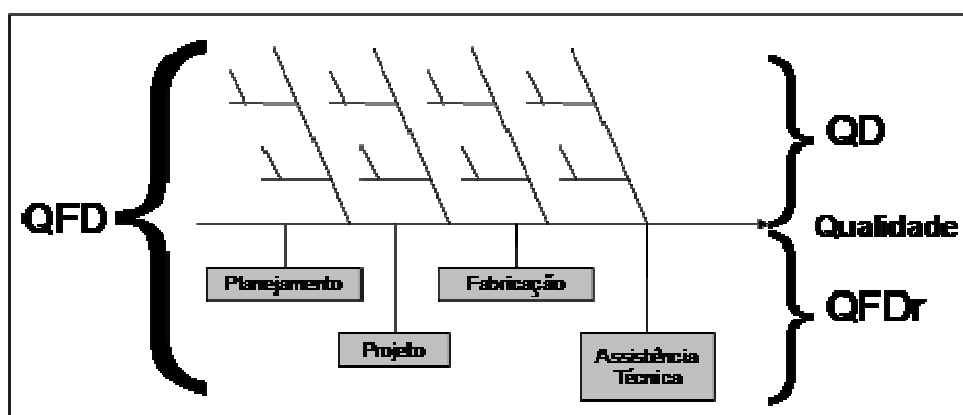 QFD
QD
Qualidade
QFDr
Planejamento
Fabricação
Projeto
Assistência
Técnica